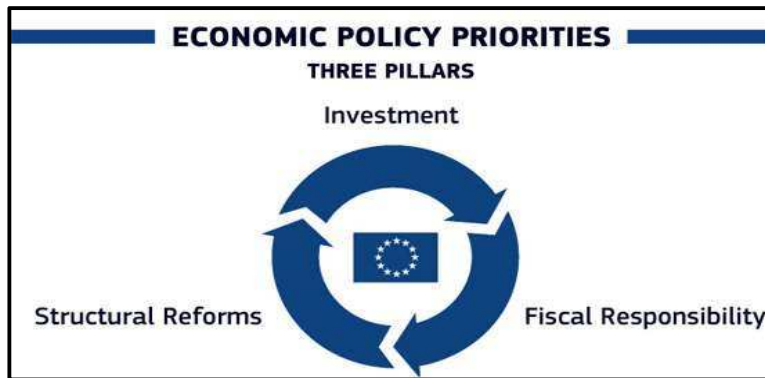 ECONOMIC POLICY PRIORITIES
THREE PILLARS
Investment
Structural Reforms
Fiscal Responsibility